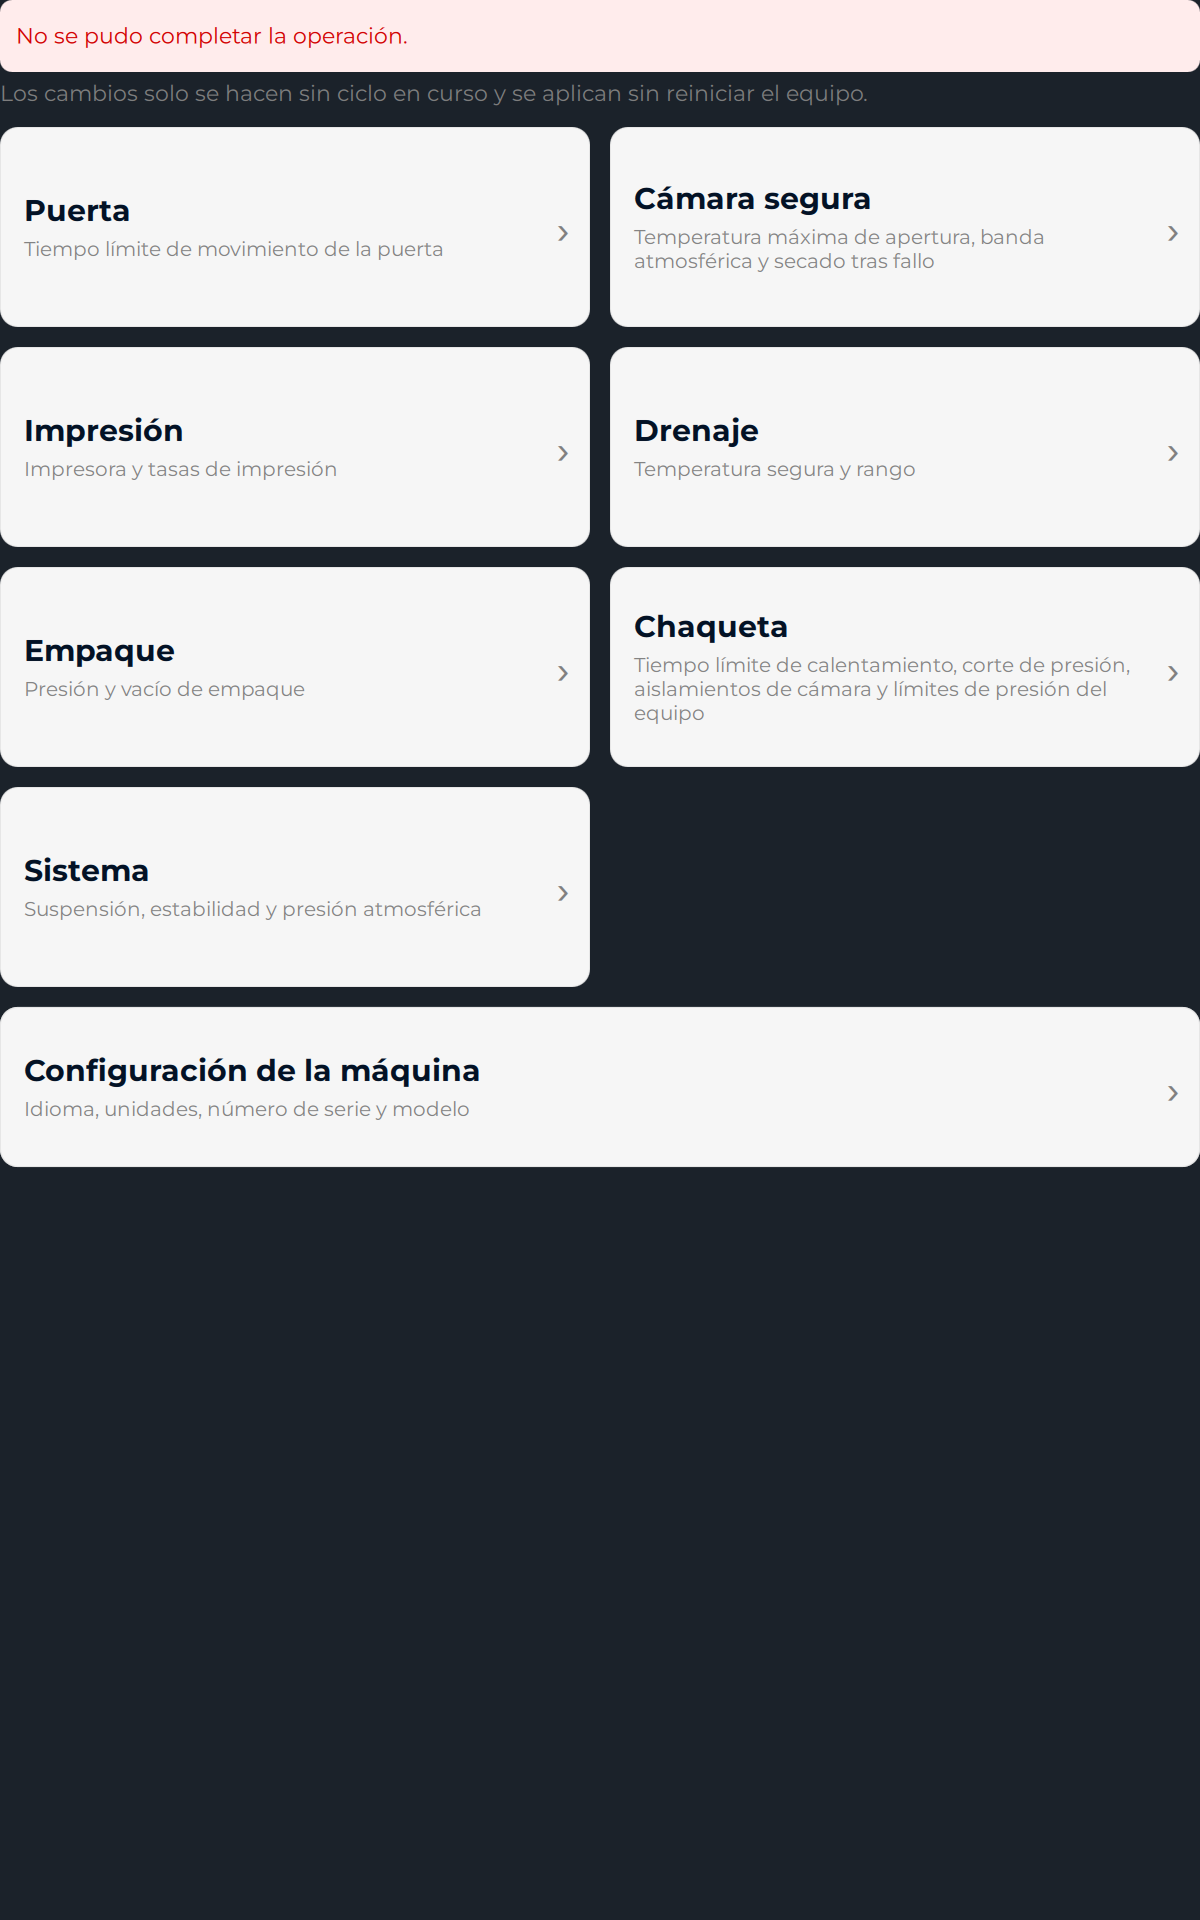 No se pudo completar la operación.
Los cambios solo se hacen sin ciclo en curso y se aplican sin reiniciar el equipo.
Puerta
Tiempo límite de movimiento de la puerta
Cámara segura
Temperatura máxima de apertura, banda
atmosférica y secado tras fallo
Impresión
Impresora y tasas de impresión
Drenaje
Temperatura segura y rango
Empaque
Presión y vacío de empaque
Chaqueta
Tiempo límite de calentamiento, corte de presión,
aislamientos de cámara y límites de presión del
equipo
Sistema
Suspensión, estabilidad y presión atmosférica
Configuración de la máquina
Idioma, unidades, número de serie y modelo